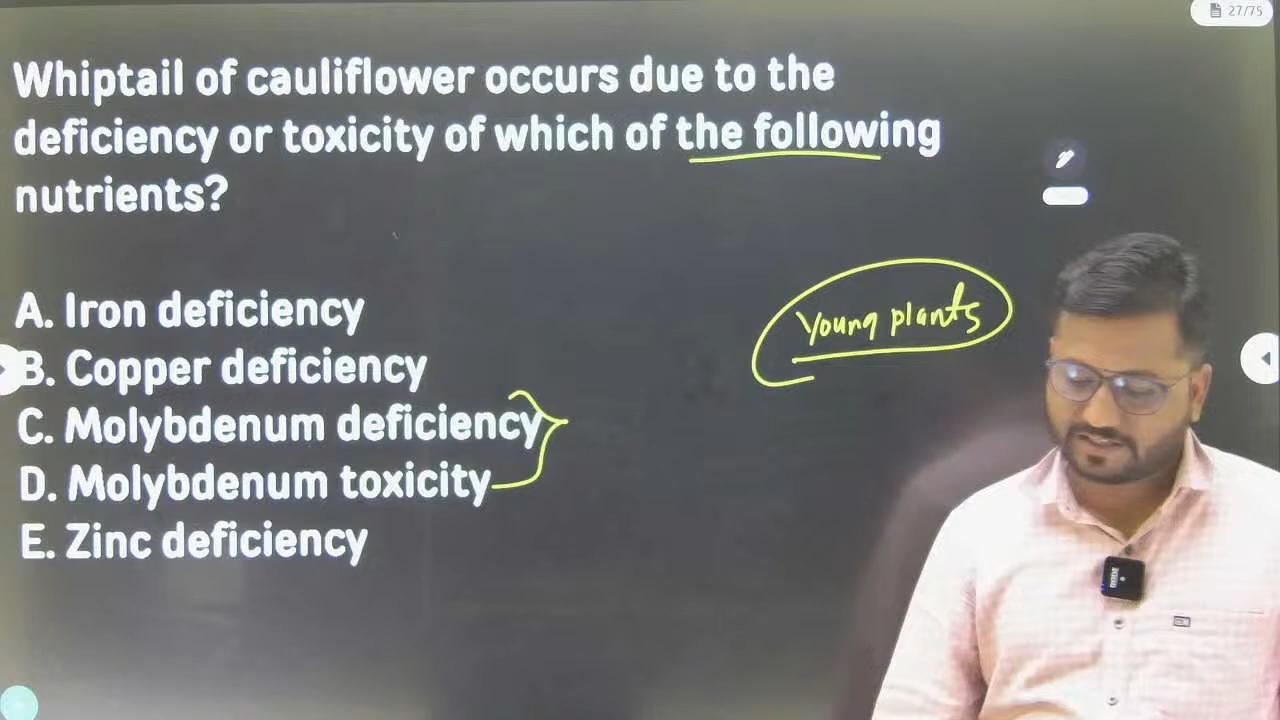 27/75
Whiptail of cauliflower occurs due to the
deficiency or toxicity of which of the following
nutrients?
Young plants
A. Iron deficiency
B. Copper deficiency
C. Molybdenum deficiency
D. Molybdenum toxicity
E. Zinc deficiency